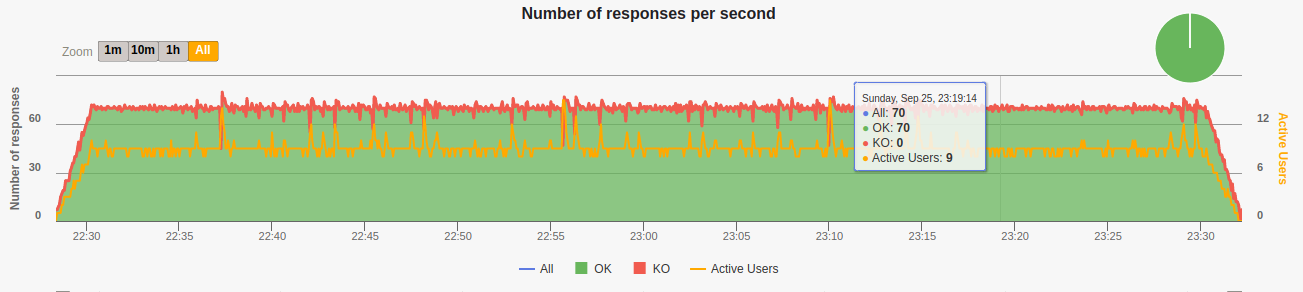 Number of responses per second
Zoom 1m 10m 1h All
Number of responses
60
30
0
Sunday, Sep 25, 23:19:14
All: 70
OK: 70
KO: 0
Active Users: 9
12
6
0
Active Users
22:30 22:35 22:40 22:45 22:50 22:55 23:00 23:05 23:10 23:15 23:20 23:25 23:30
All OK KO Active Users